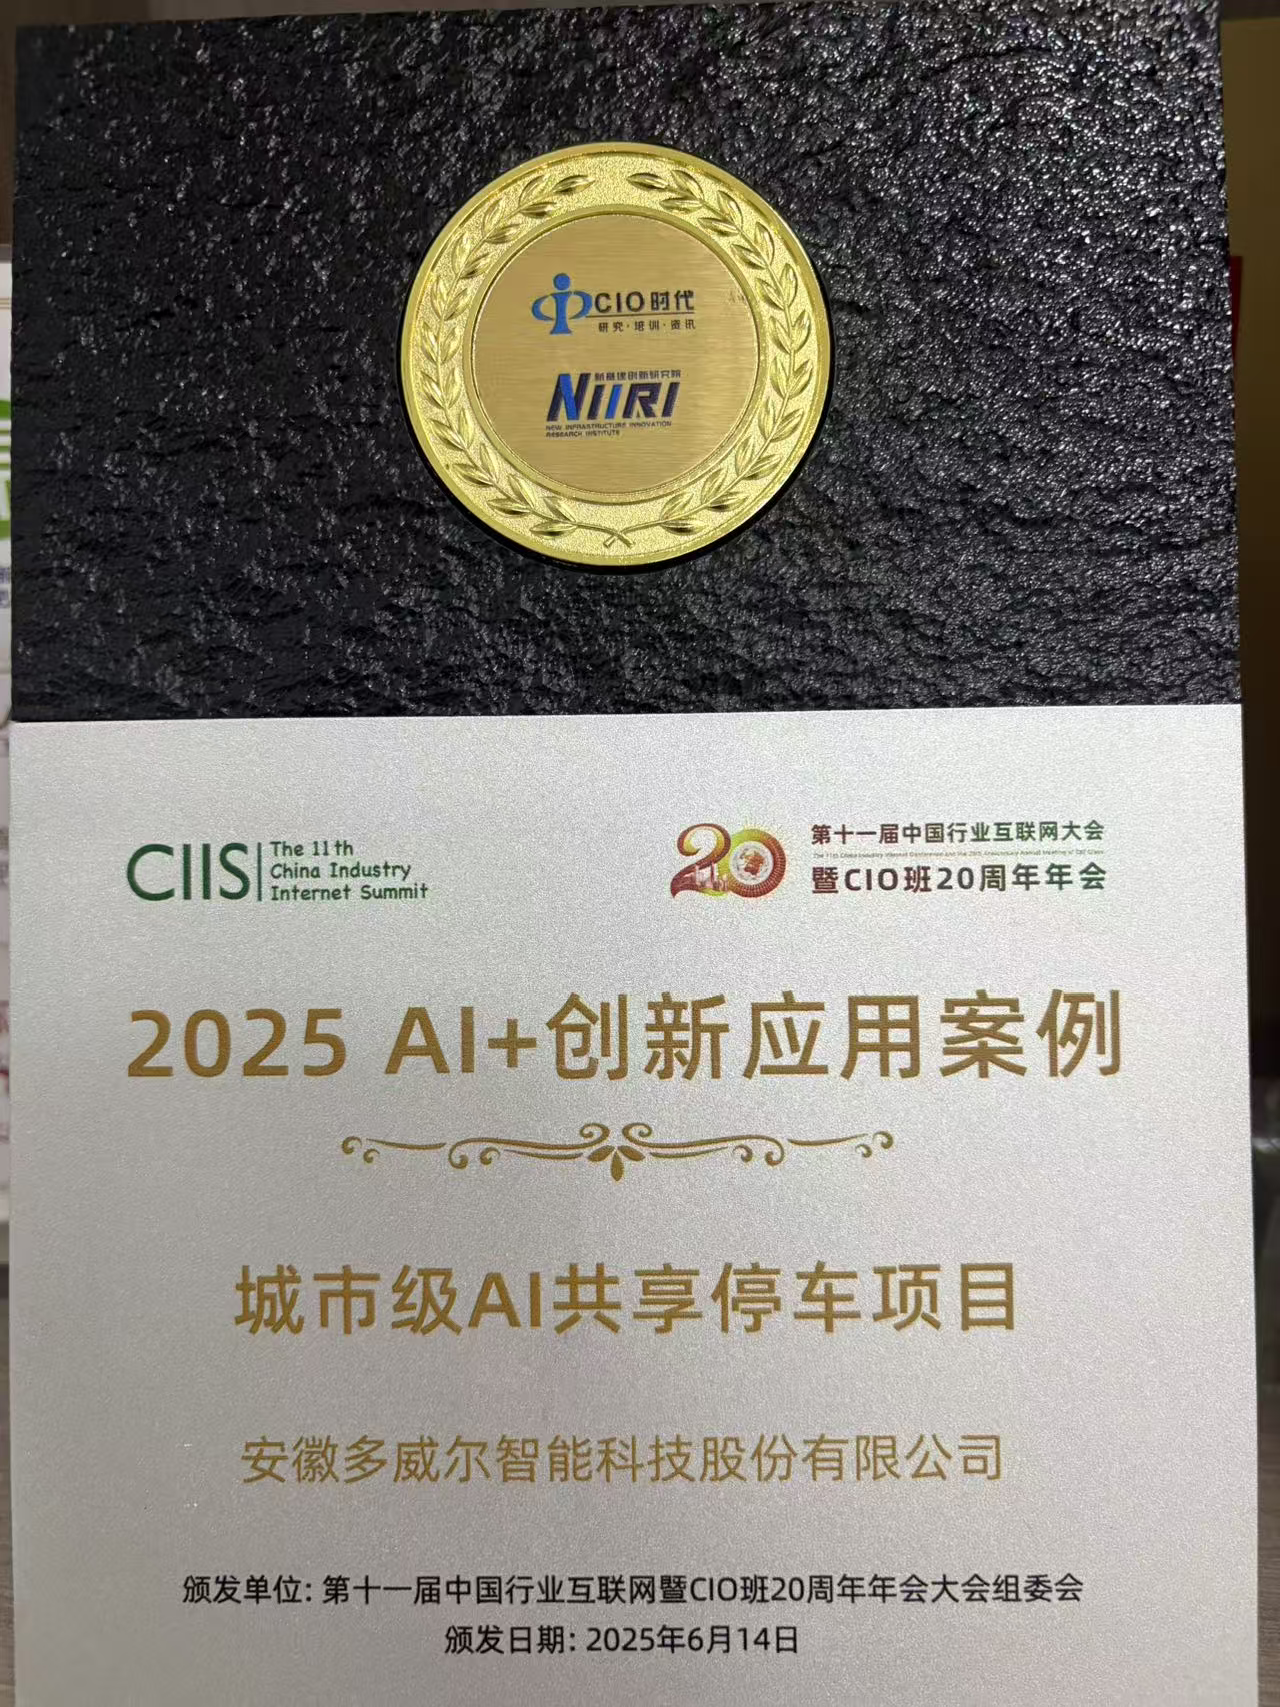 CIO时代
研究·培训·资讯
新基建创新研究院
NIIRI
NEW INFRASTRUCTURE INNOVATION
RESEARCH INSTITUTE
CIIS
The 11th
China Industry
Internet Summit
20
第十一届中国行业互联网大会
暨CIO班20周年年会
2025 AI+创新应用案例
城市级AI共享停车项目
安徽多威尔智能科技股份有限公司
颁发单位: 第十一届中国行业互联网暨CIO班20周年年会大会组委会
颁发日期: 2025年6月14日